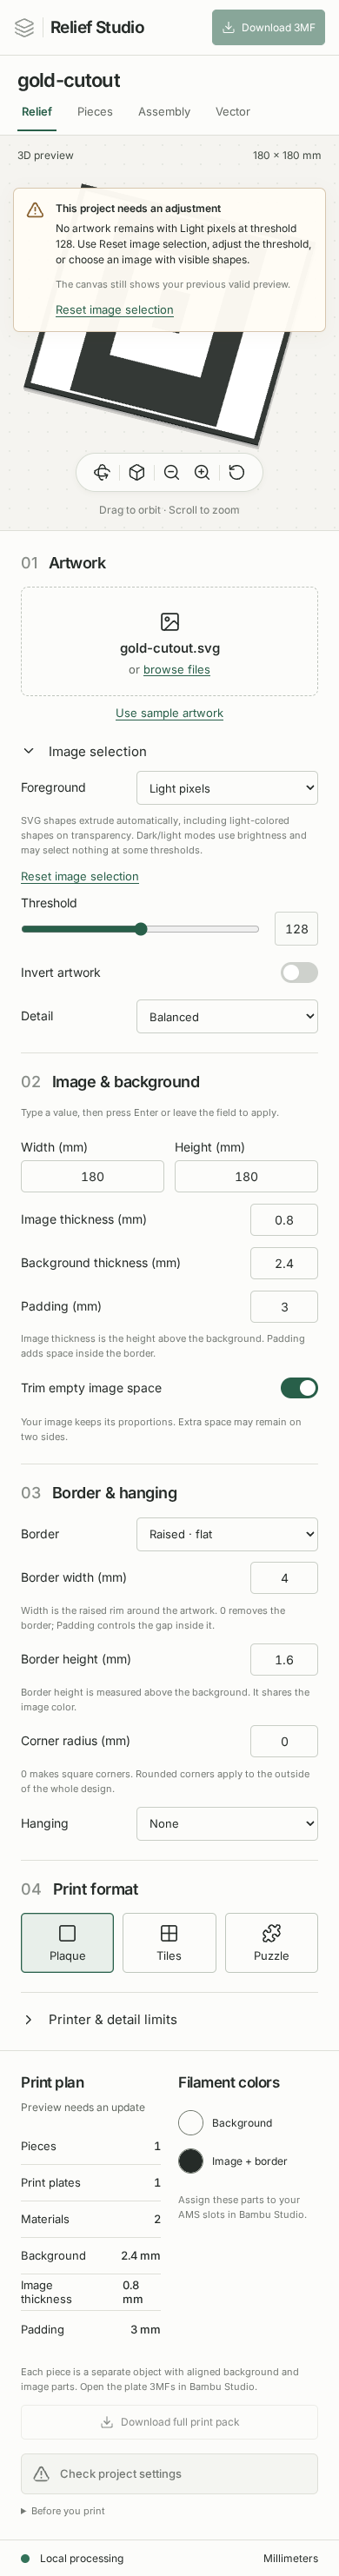 Relief Studio
Download 3MF
gold-cutout
Relief
Pieces
Assembly
Vector
3D preview
180 × 180 mm
This project needs an adjustment
No artwork remains with Light pixels at threshold
128. Use Reset image selection, adjust the threshold,
or choose an image with visible shapes.
The canvas still shows your previous valid preview.
Reset image selection
Drag to orbit · Scroll to zoom
01 Artwork
gold-cutout.svg
or browse files
Use sample artwork
Image selection
Foreground
Light pixels
SVG shapes extrude automatically, including light-colored
shapes on transparency. Dark/light modes use brightness and
may select nothing at some thresholds.
Reset image selection
Threshold
128
Invert artwork
Detail
Balanced
02 Image & background
Type a value, then press Enter or leave the field to apply.
Width (mm)
Height (mm)
180
180
Image thickness (mm)
0.8
Background thickness (mm)
2.4
Padding (mm)
3
Image thickness is the height above the background. Padding
adds space inside the border.
Trim empty image space
Your image keeps its proportions. Extra space may remain on
two sides.
03 Border & hanging
Border
Raised · flat
Border width (mm)
4
Width is the raised rim around the artwork. 0 removes the
border; Padding controls the gap inside it.
Border height (mm)
1.6
Border height is measured above the background. It shares the
image color.
Corner radius (mm)
0
0 makes square corners. Rounded corners apply to the outside
of the whole design.
Hanging
None
04 Print format
Plaque
Tiles
Puzzle
Printer & detail limits
Print plan
Preview needs an update
Pieces 1
Print plates 1
Materials 2
Background 2.4 mm
Image thickness 0.8 mm
Padding 3 mm
Filament colors
Background
Image + border
Assign these parts to your
AMS slots in Bambu Studio.
Each piece is a separate object with aligned background and
image parts. Open the plate 3MFs in Bambu Studio.
Download full print pack
Check project settings
Before you print
Local processing
Millimeters